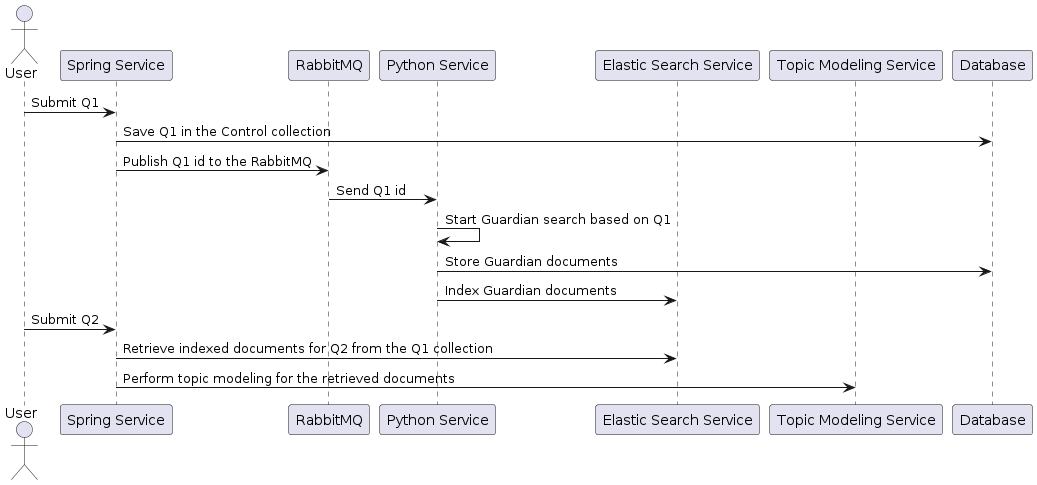 User
Spring Service
RabbitMQ
Python Service
Elastic Search Service
Topic Modeling Service
Database
Submit Q1
Save Q1 in the Control collection
Publish Q1 id to the RabbitMQ
Send Q1 id
Start Guardian search based on Q1
Store Guardian documents
Index Guardian documents
Submit Q2
Retrieve indexed documents for Q2 from the Q1 collection
Perform topic modeling for the retrieved documents
User
Spring Service
RabbitMQ
Python Service
Elastic Search Service
Topic Modeling Service
Database